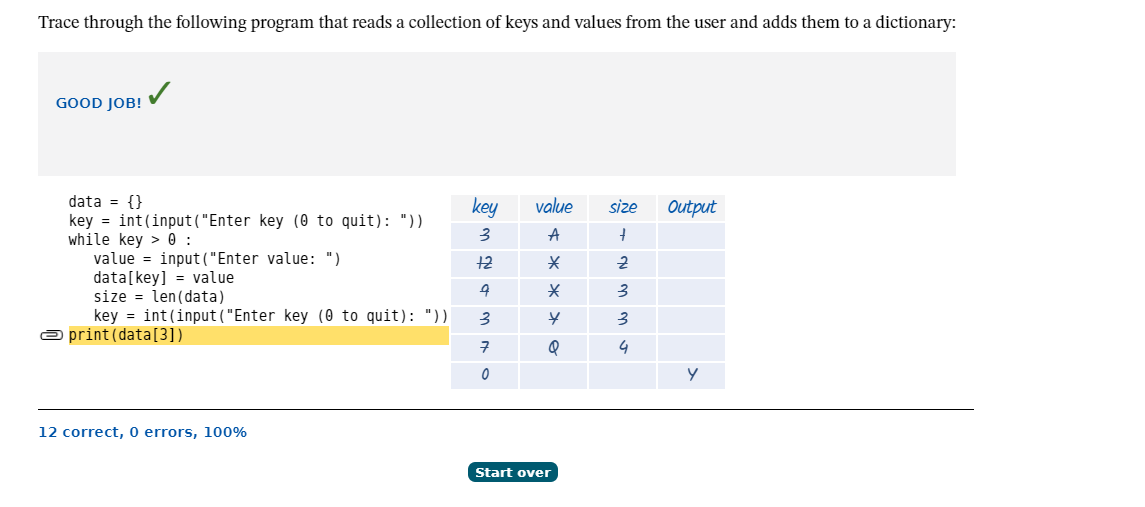 Trace through the following program that reads a collection of keys and values from the user and adds them to a dictionary:
GOOD JOB! ✓
data = {}
key = int(input("Enter key (0 to quit): "))
while key > 0 :
   value = input("Enter value: ")
   data[key] = value
   size = len(data)
   key = int(input("Enter key (0 to quit): "))
print(data[3])
key value size Output
3 A 1
12 X 2
9 X 3
3 Y 3
7 Q 4
0 Y
12 correct, 0 errors, 100%
Start over